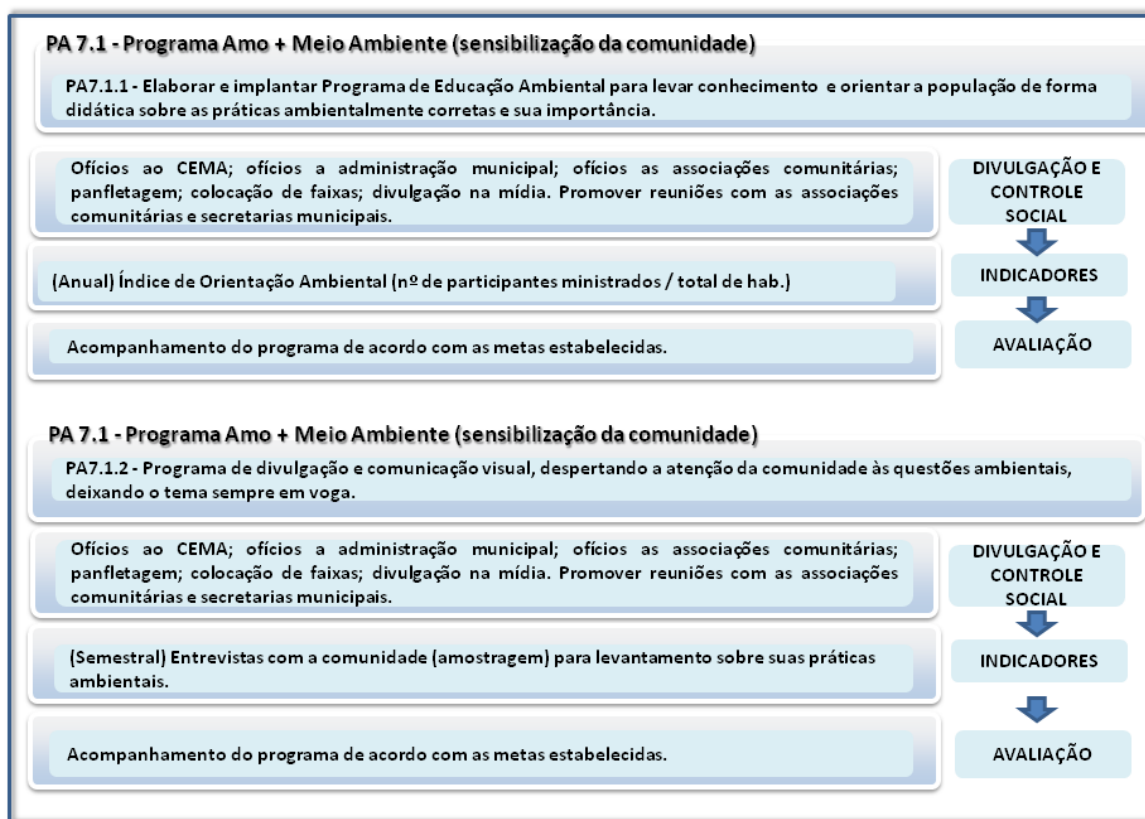 PA 7.1 - Programa Amo + Meio Ambiente (sensibilização da comunidade)
PA7.1.1 - Elaborar e implantar Programa de Educação Ambiental para levar conhecimento e orientar a população de forma
didática sobre as práticas ambientalmente corretas e sua importância.
Ofícios ao CEMA; ofícios a administração municipal; ofícios as associações comunitárias;
panfletagem; colocação de faixas; divulgação na mídia. Promover reuniões com as associações
comunitárias e secretarias municipais.
DIVULGAÇÃO E
CONTROLE
SOCIAL
(Anual) Índice de Orientação Ambiental (nº de participantes ministrados / total de hab.)
INDICADORES
Acompanhamento do programa de acordo com as metas estabelecidas.
AVALIAÇÃO
PA 7.1 - Programa Amo + Meio Ambiente (sensibilização da comunidade)
PA7.1.2 - Programa de divulgação e comunicação visual, despertando a atenção da comunidade às questões ambientais,
deixando o tema sempre em voga.
Ofícios ao CEMA; ofícios a administração municipal; ofícios as associações comunitárias;
panfletagem; colocação de faixas; divulgação na mídia. Promover reuniões com as associações
comunitárias e secretarias municipais.
DIVULGAÇÃO E
CONTROLE
SOCIAL
(Semestral) Entrevistas com a comunidade (amostragem) para levantamento sobre suas práticas
ambientais.
INDICADORES
Acompanhamento do programa de acordo com as metas estabelecidas.
AVALIAÇÃO